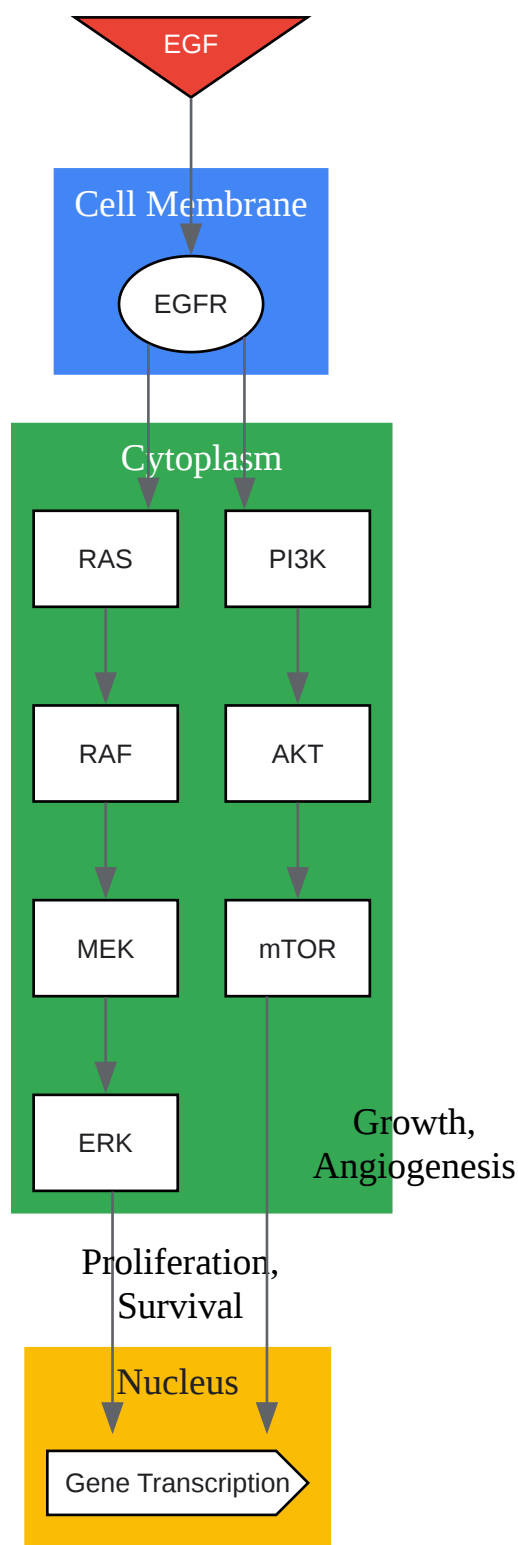 EGF
Cell Membrane
EGFR
Cytoplasm
RAS
PI3K
RAF
AKT
MEK
mTOR
ERK
Growth,
Angiogenesis
Proliferation,
Survival
Nucleus
Gene Transcription